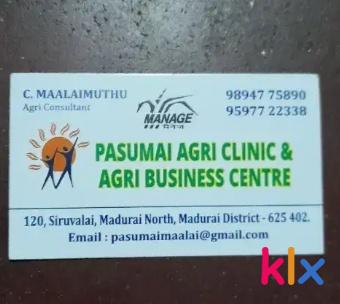 C. MAALAIMUTHU
Agri Consultant
MANAGE
98947 75890
95977 22338
PASUMAI AGRI CLINIC &
AGRI BUSINESS CENTRE
120, Siruvalai, Madurai North, Madurai District - 625 402.
Email : pasumaimaalai@gmail.com
klx